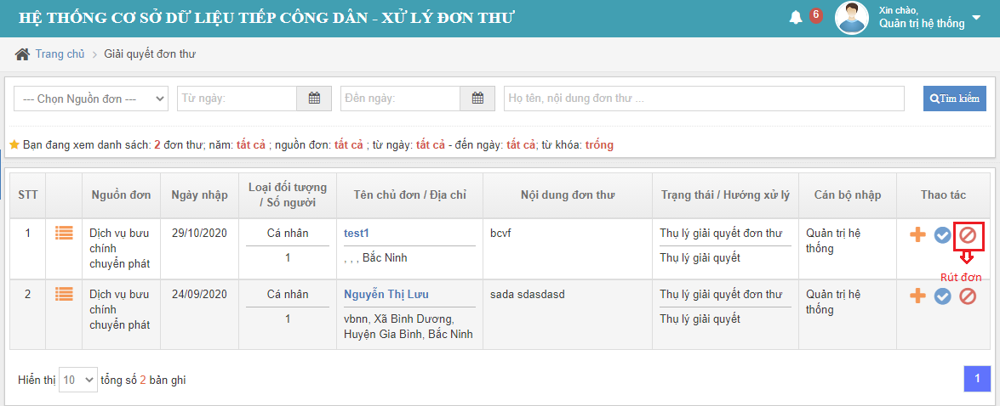 HỆ THỐNG CƠ SỞ DỮ LIỆU TIẾP CÔNG DÂN - XỬ LÝ ĐƠN THƯ
6
Xin chào,
Quản trị hệ thống
Trang chủ > Giải quyết đơn thư
--- Chọn Nguồn đơn ---
Từ ngày:
Đến ngày:
Họ tên, nội dung đơn thư ...
Tìm kiếm
Bạn đang xem danh sách: 2 đơn thư; năm: tất cả ; nguồn đơn: tất cả ; từ ngày: tất cả - đến ngày: tất cả; từ khóa: trống
STT
Nguồn đơn
Ngày nhập
Loại đối tượng
/ Số người
Tên chủ đơn / Địa chỉ
Nội dung đơn thư
Trạng thái / Hướng xử lý
Cán bộ nhập
Thao tác
1
Dịch vụ bưu
chính
chuyển phát
29/10/2020
Cá nhân
1
test1
, , , Bắc Ninh
bcvf
Thụ lý giải quyết đơn thư
Thụ lý giải quyết
Quản trị hệ
thống
Rút đơn
2
Dịch vụ bưu
chính
chuyển phát
24/09/2020
Cá nhân
1
Nguyễn Thị Lưu
vbnn, Xã Bình Dương,
Huyện Gia Bình, Bắc Ninh
sada sdasdasd
Thụ lý giải quyết đơn thư
Thụ lý giải quyết
Quản trị hệ
thống
Hiển thị 10 tổng số 2 bản ghi
1